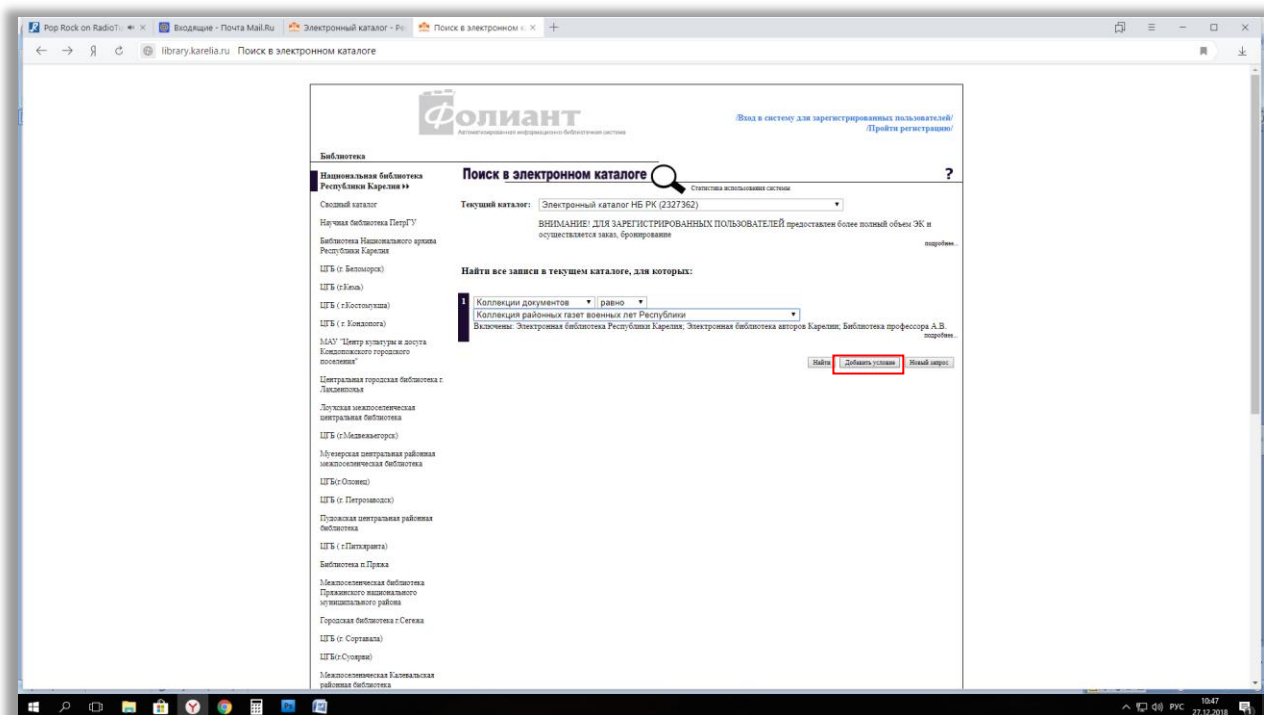 Pop Rock on RadioTu
Входящие - Почта Mail.Ru
Электронный каталог - Ре
Поиск в электронном к
library.karelia.ru Поиск в электронном каталоге
Фолиант
Автоматизированная информационно-библиотечная система
/Вход в систему для зарегистрированных пользователей/
/Пройти регистрацию/
Библиотека
Национальная библиотека
Республики Карелия
Поиск в электронном каталоге
?
Статистика использования системы
Сводный каталог
Текущий каталог: Электронный каталог НБ РК (2327362)
Научная библиотека ПетрГУ
ВНИМАНИЕ! ДЛЯ ЗАРЕГИСТРИРОВАННЫХ ПОЛЬЗОВАТЕЛЕЙ предоставлен более полный объем ЭК и
осуществляется заказ, бронирование
подробнее...
Библиотека Национального архива
Республики Карелия
ЦГБ (г. Беломорск)
Найти все записи в текущем каталоге, для которых:
ЦГБ (г.Кемь)
ЦГБ ( г.Костомукша)
1 Коллекции документов равно
Коллекция районных газет военных лет Республики
Включены: Электронная библиотека Республики Карелия; Электронная библиотека авторов Карелии; Библиотека профессора А.В.
подробнее...
ЦГБ ( г. Кондопога)
МАУ "Центр культуры и досуга
Кондопожского городского
поселения"
Найти Добавить условие Новый запрос
Центральная городская библиотека г.
Лахденпохья
Лоухская межпоселенческая
центральная библиотека
ЦГБ (г.Медвежьегорск)
Муезерская центральная районная
межпоселенческая библиотека
ЦГБ(г.Олонец)
ЦГБ (г. Петрозаводск)
Пудожская центральная районная
библиотека
ЦГБ ( г.Питкяранта)
Библиотека п.Пряжа
Межпоселенческая библиотека
Пряжинского национального
муниципального района
Городская библиотека г.Сегежа
ЦГБ (г. Сортавала)
ЦГБ(г.Суоярви)
Межпоселенческая Калевальская
районная библиотека
РУС
10:47
27.12.2018